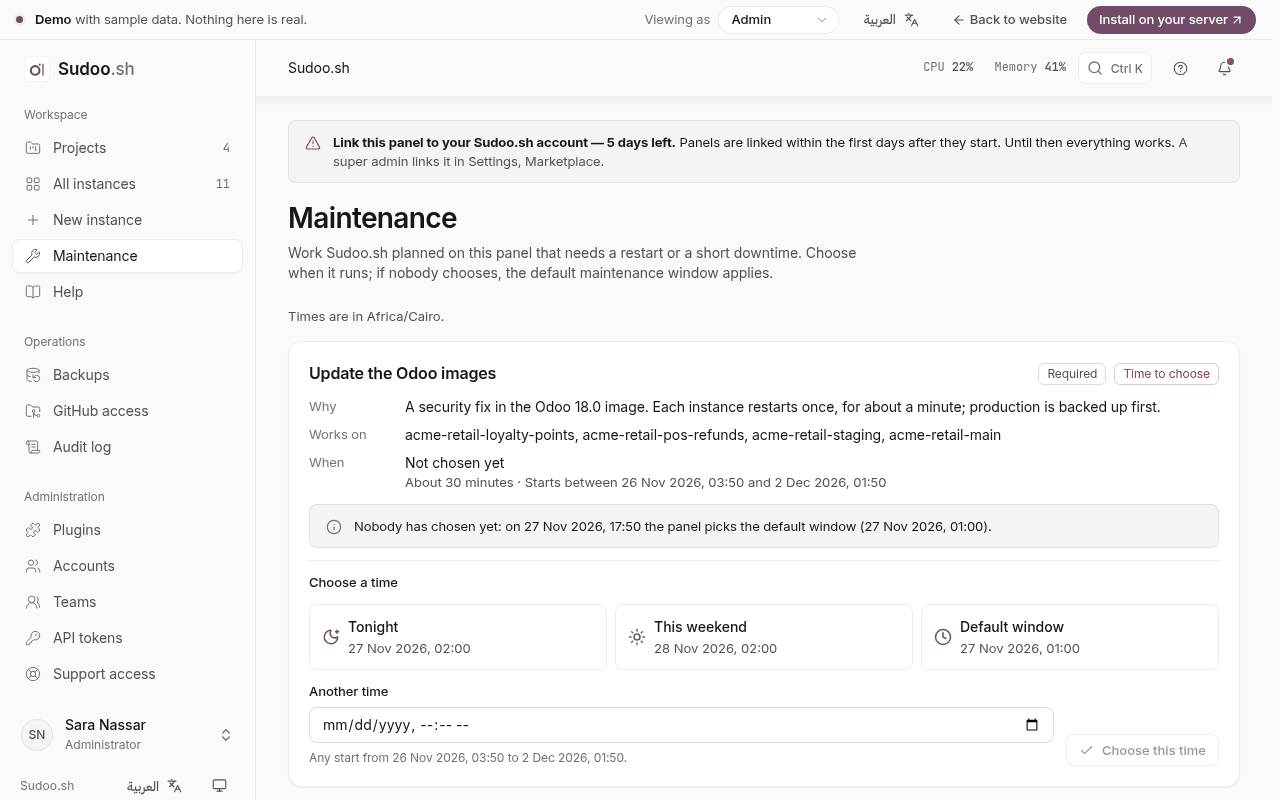 Demo with sample data. Nothing here is real.
Viewing as
Admin
العربية
Back to website
Install on your server
Sudoo.sh
Workspace
Projects 4
All instances 11
New instance
Maintenance
Help
Operations
Backups
GitHub access
Audit log
Administration
Plugins
Accounts
Teams
API tokens
Support access
SN
Sara Nassar
Administrator
Sudoo.sh
العربية
Sudoo.sh
CPU 22%
Memory 41%
Ctrl K
Link this panel to your Sudoo.sh account — 5 days left. Panels are linked within the first days after they start. Until then everything works. A
super admin links it in Settings, Marketplace.
Maintenance
Work Sudoo.sh planned on this panel that needs a restart or a short downtime. Choose
when it runs; if nobody chooses, the default maintenance window applies.
Times are in Africa/Cairo.
Update the Odoo images
Required
Time to choose
Why A security fix in the Odoo 18.0 image. Each instance restarts once, for about a minute; production is backed up first.
Works on acme-retail-loyalty-points, acme-retail-pos-refunds, acme-retail-staging, acme-retail-main
When Not chosen yet
About 30 minutes · Starts between 26 Nov 2026, 03:50 and 2 Dec 2026, 01:50
Nobody has chosen yet: on 27 Nov 2026, 17:50 the panel picks the default window (27 Nov 2026, 01:00).
Choose a time
Tonight
27 Nov 2026, 02:00
This weekend
28 Nov 2026, 02:00
Default window
27 Nov 2026, 01:00
Another time
mm/dd/yyyy, --:-- --
Any start from 26 Nov 2026, 03:50 to 2 Dec 2026, 01:50.
Choose this time